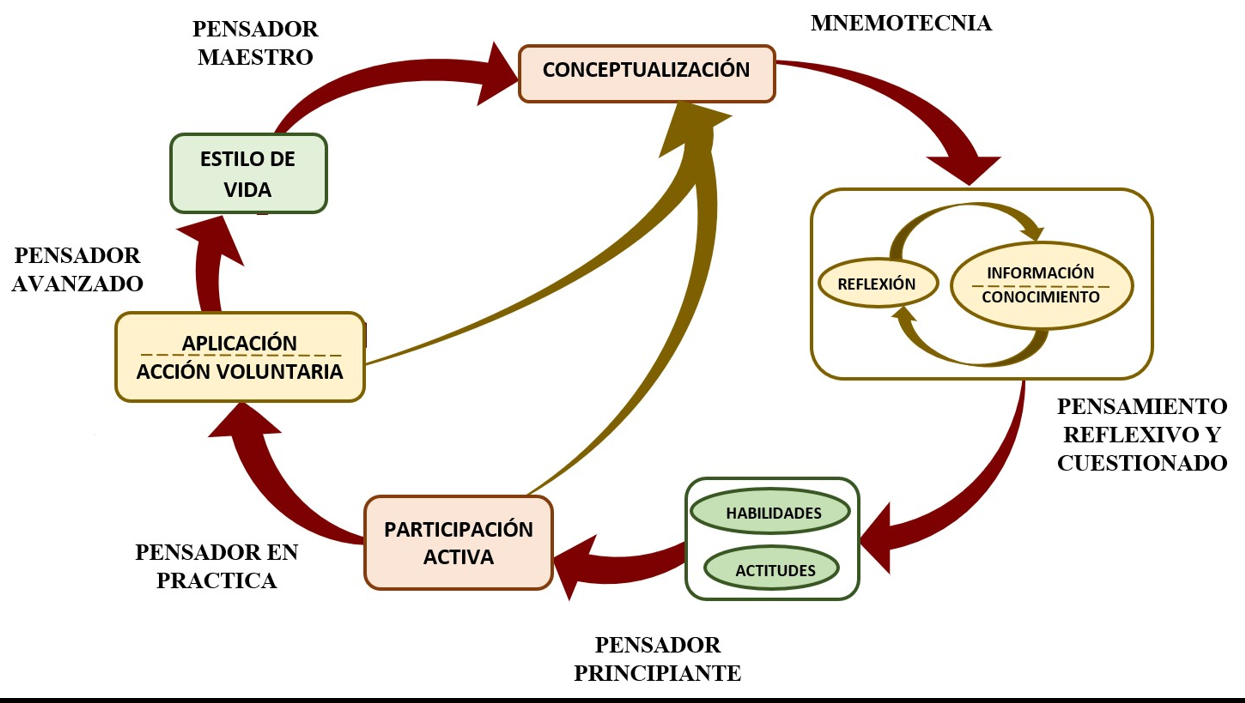 PENSADOR
MAESTRO
MNEMOTECNIA
CONCEPTUALIZACIÓN
ESTILO DE
VIDA
PENSADOR
AVANZADO
REFLEXIÓN
INFORMACIÓN
CONOCIMIENTO
APLICACIÓN
ACCIÓN VOLUNTARIA
PENSAMIENTO
REFLEXIVO Y
CUESTIONADO
HABILIDADES
ACTITUDES
PARTICIPACIÓN
ACTIVA
PENSADOR EN
PRACTICA
PENSADOR
PRINCIPIANTE